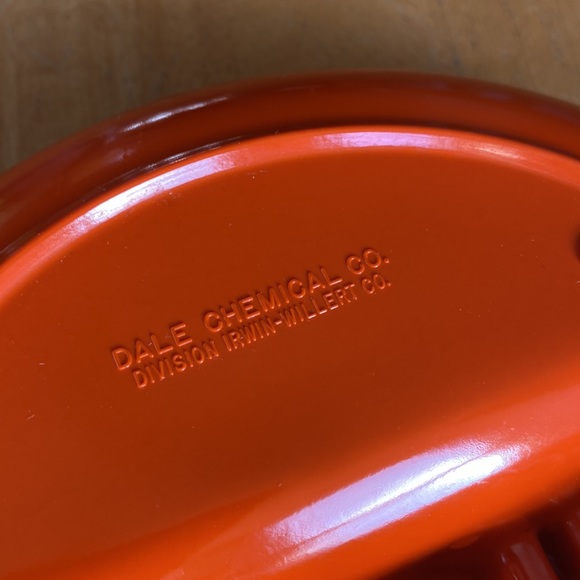 DALE CHEMICAL CO.
DIVISION IRWIN-WILLERT CO.